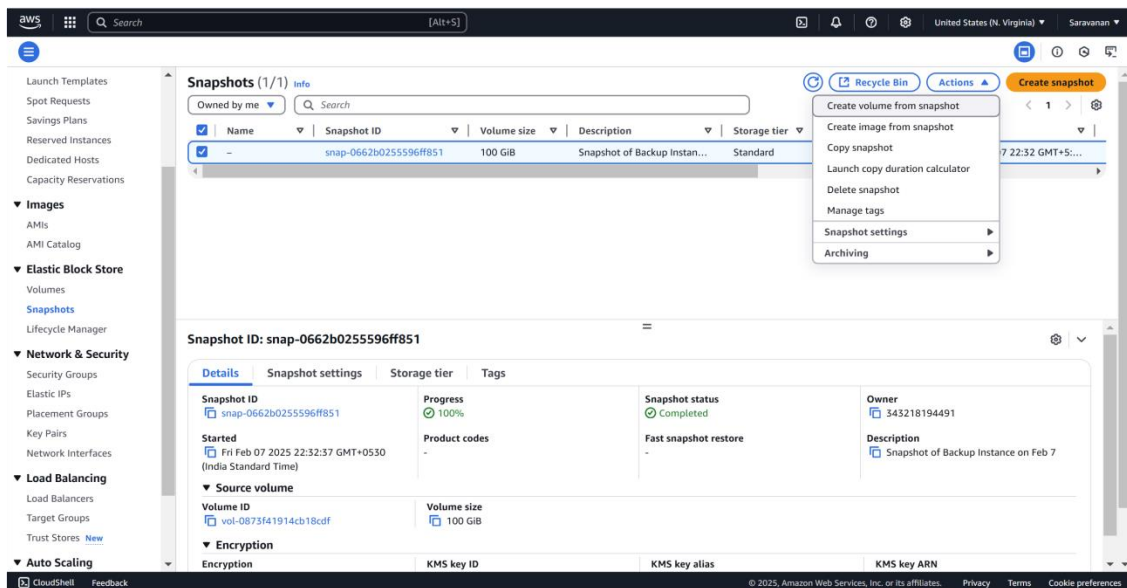 aws
Search
[Alt+S]
United States (N. Virginia)
Saravanan
Launch Templates
Spot Requests
Savings Plans
Reserved Instances
Dedicated Hosts
Capacity Reservations
Images
AMIs
AMI Catalog
Elastic Block Store
Volumes
Snapshots
Lifecycle Manager
Network & Security
Security Groups
Elastic IPs
Placement Groups
Key Pairs
Network Interfaces
Load Balancing
Load Balancers
Target Groups
Trust Stores New
Auto Scaling
Snapshots (1/1) Info
Recycle Bin
Actions
Create snapshot
Owned by me
Search
1
Name
Snapshot ID
Volume size
Description
Storage tier
–
snap-0662b0255596ff851
100 GiB
Snapshot of Backup Instan...
Standard
7 22:32 GMT+5:...
Create volume from snapshot
Create image from snapshot
Copy snapshot
Launch copy duration calculator
Delete snapshot
Manage tags
Snapshot settings
Archiving
Snapshot ID: snap-0662b0255596ff851
Details
Snapshot settings
Storage tier
Tags
Snapshot ID
snap-0662b0255596ff851
Progress
100%
Snapshot status
Completed
Owner
343218194491
Started
Fri Feb 07 2025 22:32:37 GMT+0530
(India Standard Time)
Product codes
-
Fast snapshot restore
-
Description
Snapshot of Backup Instance on Feb 7
Source volume
Volume ID
vol-0873f41914cb18cdf
Volume size
100 GiB
Encryption
Encryption
KMS key ID
KMS key alias
KMS key ARN
CloudShell
Feedback
© 2025, Amazon Web Services, Inc. or its affiliates.
Privacy
Terms
Cookie preferences